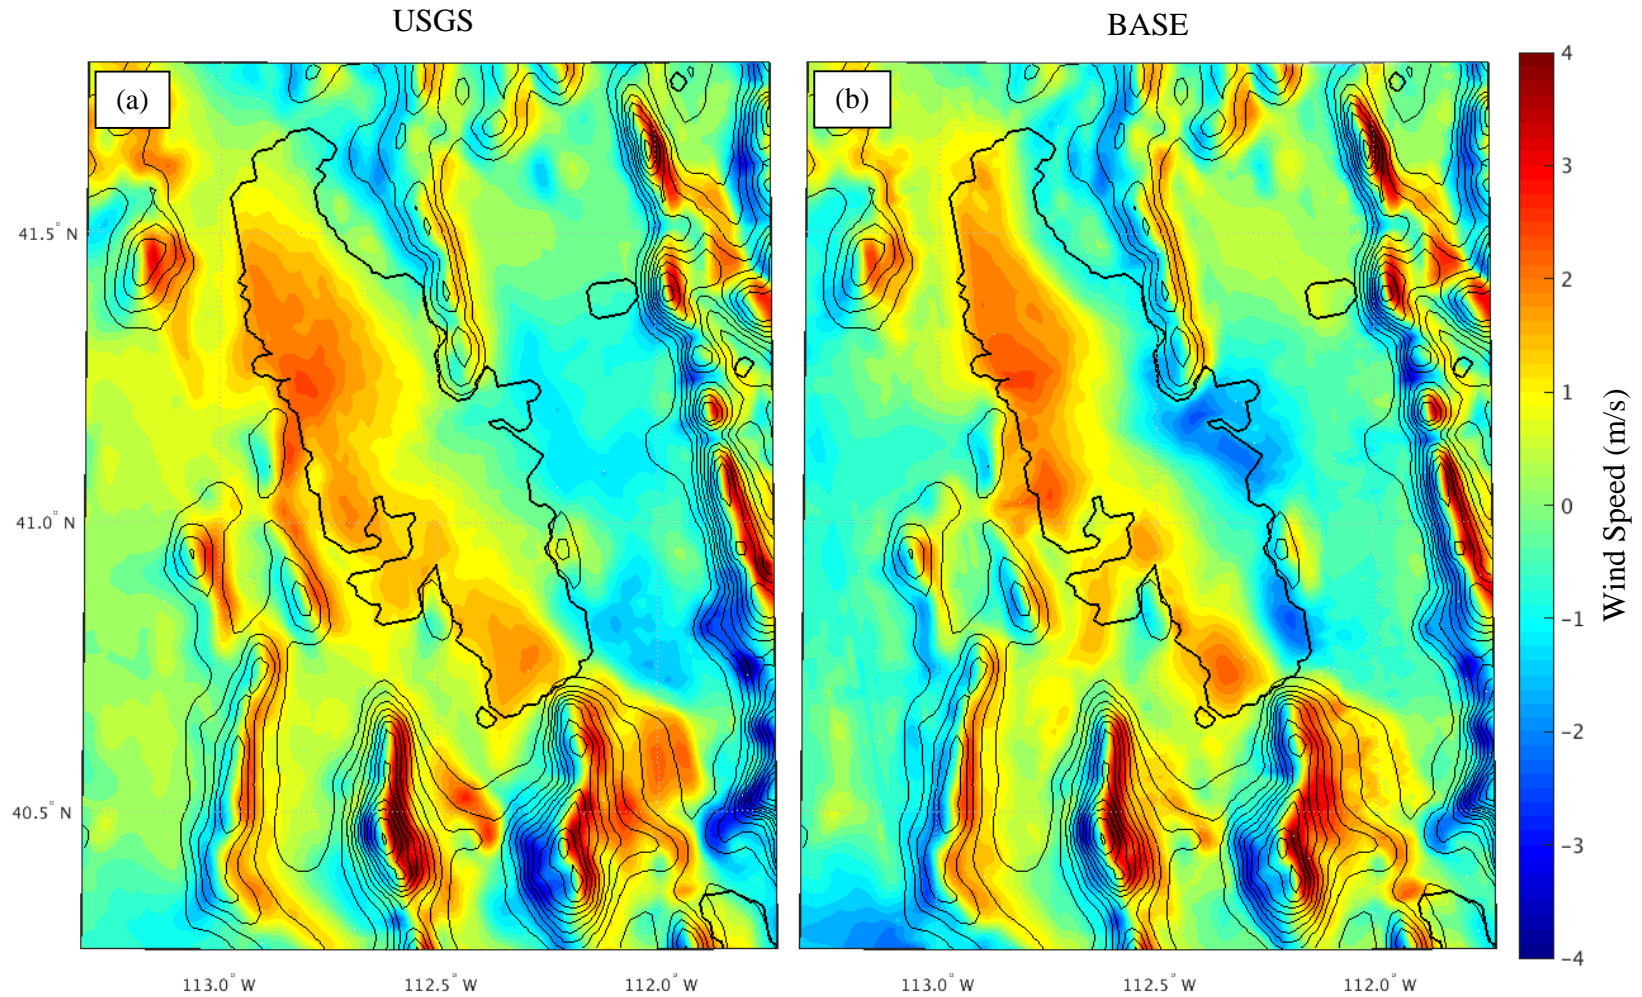 USGS
BASE
(a)
(b)
41.5° N
41.0° N
40.5° N
113.0° W
112.5° W
112.0° W
113.0° W
112.5° W
112.0° W
4
3
2
1
0
−1
−2
−3
−4
Wind Speed (m/s)